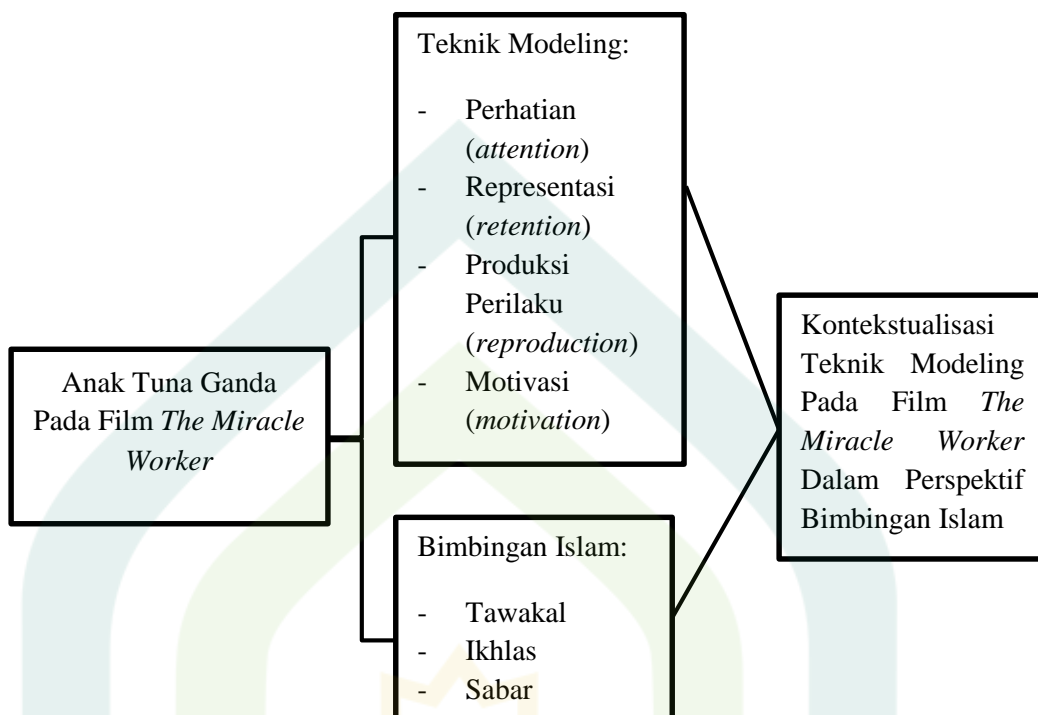 Teknik Modeling:
- Perhatian
(attention)
- Representasi
(retention)
- Produksi
Perilaku
(reproduction)
- Motivasi
(motivation)
Anak Tuna Ganda
Pada Film The Miracle
Worker
Bimbingan Islam:
- Tawakal
- Ikhlas
- Sabar
Kontekstualisasi
Teknik Modeling
Pada Film The
Miracle Worker
Dalam Perspektif
Bimbingan Islam